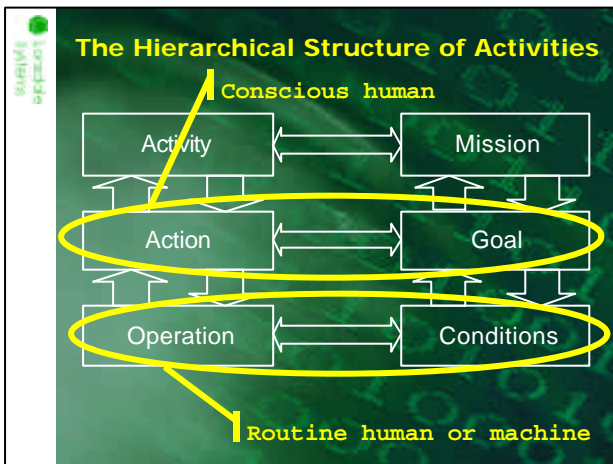 The Hierarchical Structure of Activities
Conscious human
Activity
Mission
Action
Goal
Operation
Conditions
Routine human or machine